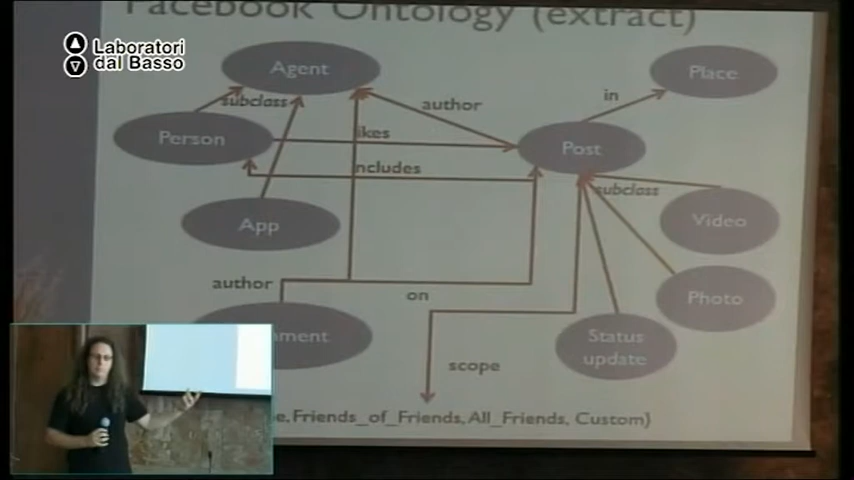 Facebook Ontology (extract)
Laboratori
dal Basso
Agent
Place
subclass
author
in
Person
likes
Post
includes
subclass
App
Video
author
on
Photo
Status
update
scope
Friends_of_Friends, All_Friends, Custom)